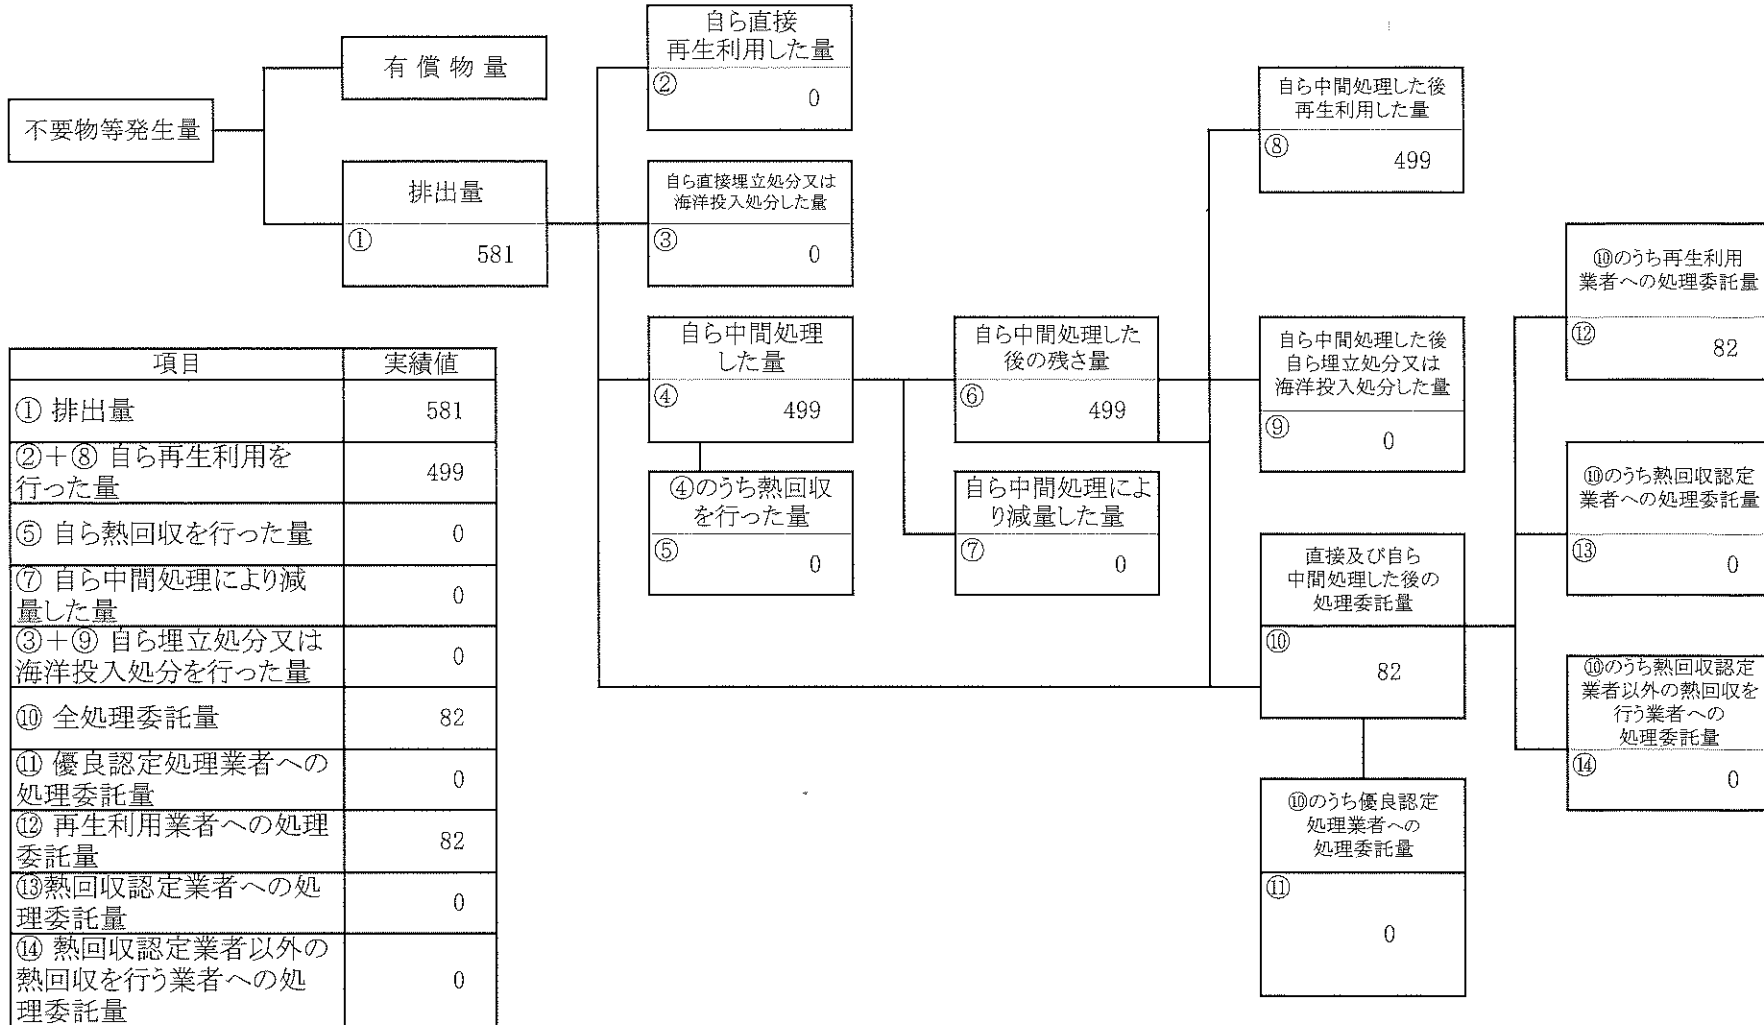 不要物等発生量
有償物量
排出量
①
581
自ら直接
再生利用した量
②
0
自ら直接埋立処分又は
海洋投入処分した量
③
0
自ら中間処理
した量
④
499
④のうち熱回収
を行った量
⑤
0
自ら中間処理した
後の残さ量
⑥
499
自ら中間処理によ
り減量した量
⑦
0
自ら中間処理した後
再生利用した量
⑧
499
自ら中間処理した後
自ら埋立処分又は
海洋投入処分した量
⑨
0
直接及び自ら
中間処理した後の
処理委託量
⑩
82
⑩のうち優良認定
処理業者への
処理委託量
⑪
0
⑩のうち再生利用
業者への処理委託量
⑫
82
⑩のうち熱回収認定
業者への処理委託量
⑬
0
⑩のうち熱回収認定
業者以外の熱回収を
行う業者への
処理委託量
⑭
0
項目 実績値
① 排出量 581
②+⑧ 自ら再生利用を
行った量 499
⑤ 自ら熱回収を行った量 0
⑦ 自ら中間処理により減
量した量 0
③+⑨ 自ら埋立処分又は
海洋投入処分を行った量 0
⑩ 全処理委託量 82
⑪ 優良認定処理業者への
処理委託量 0
⑫ 再生利用業者への処理
委託量 82
⑬熱回収認定業者への処
理委託量 0
⑭ 熱回収認定業者以外の
熱回収を行う業者への処
理委託量 0